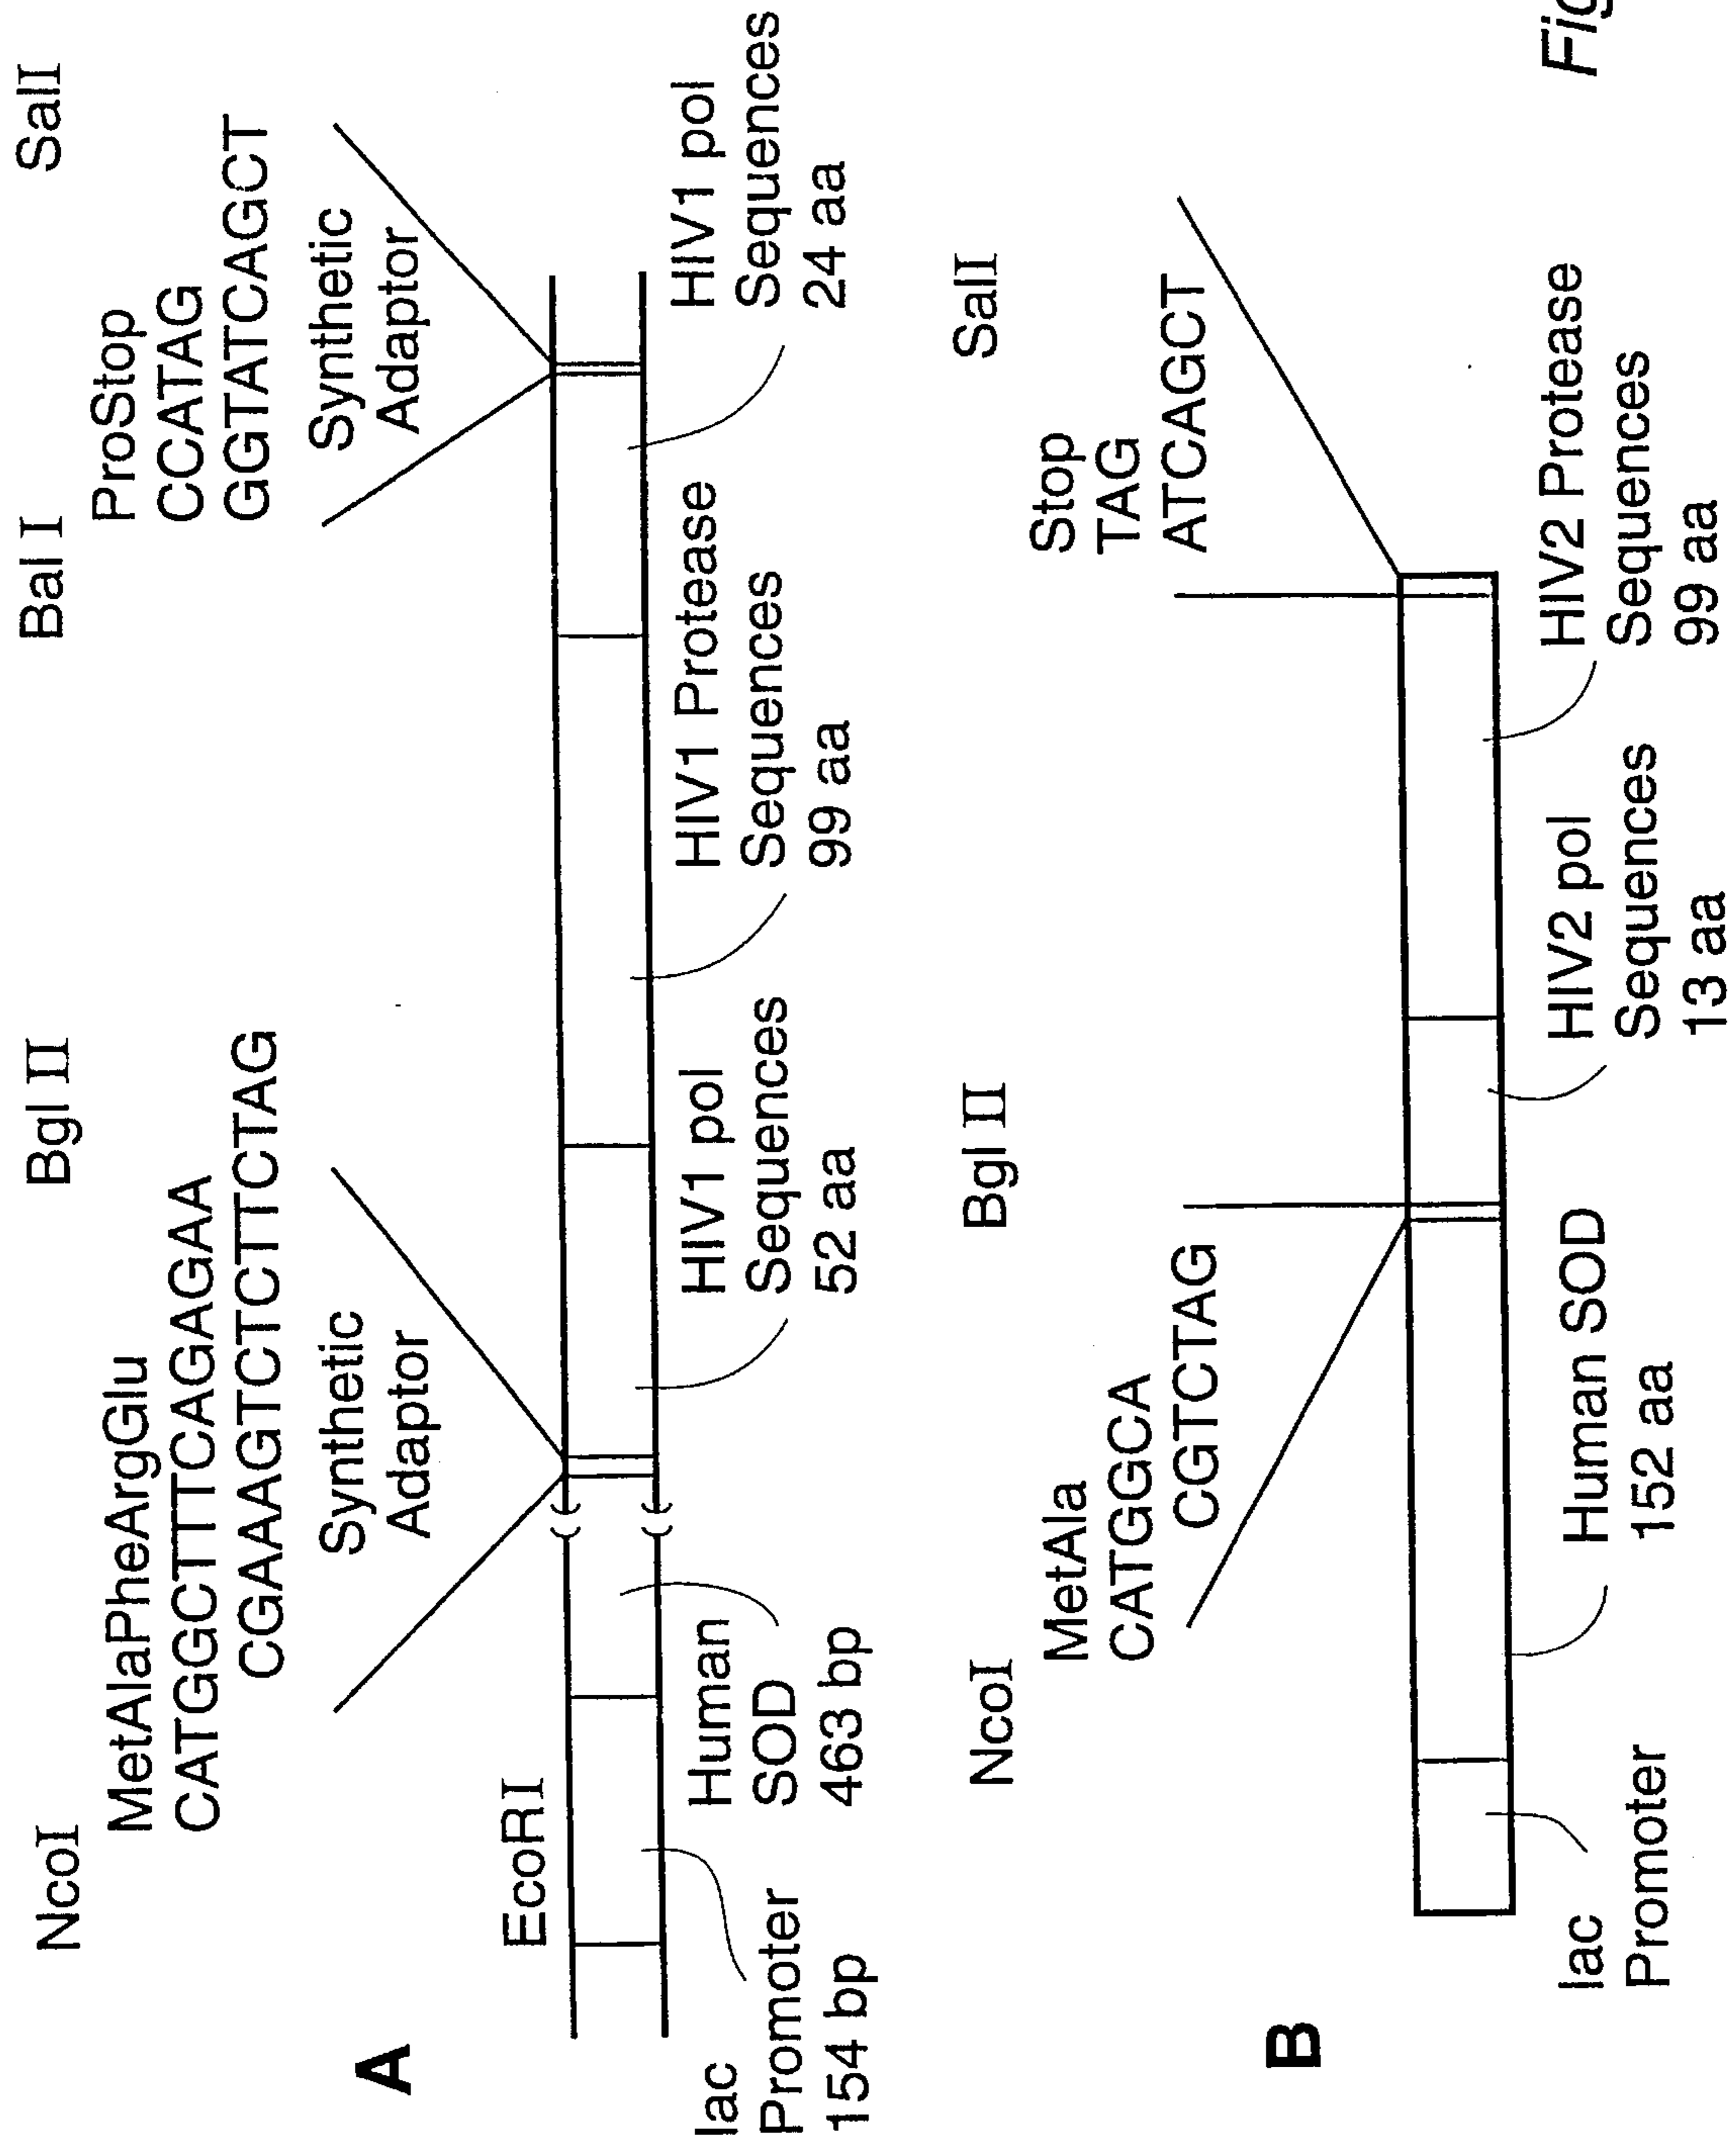 NcoI
Bgl II
Bal I
SalI
MetAlaPheArgGlu
CATGGCTTTCAGAGAA
CGAAAGTCTCTTCTAG
ProStop
CCATAG
GGTATCAGCT
Synthetic
Adaptor
Synthetic
Adaptor
A
EcoRI
lac
Promoter
154 bp
Human
SOD
463 bp
HIV1 pol
Sequences
52 aa
HIV1 Protease
Sequences
99 aa
HIV1 pol
Sequences
24 aa
NcoI
Bgl II
SalI
MetAla
CATGGCA
CGTCTAG
Stop
TAG
ATCAGCT
B
lac
Promoter
Human SOD
152 aa
HIV2 pol
Sequences
13 aa
HIV2 Protease
Sequences
99 aa
Fig